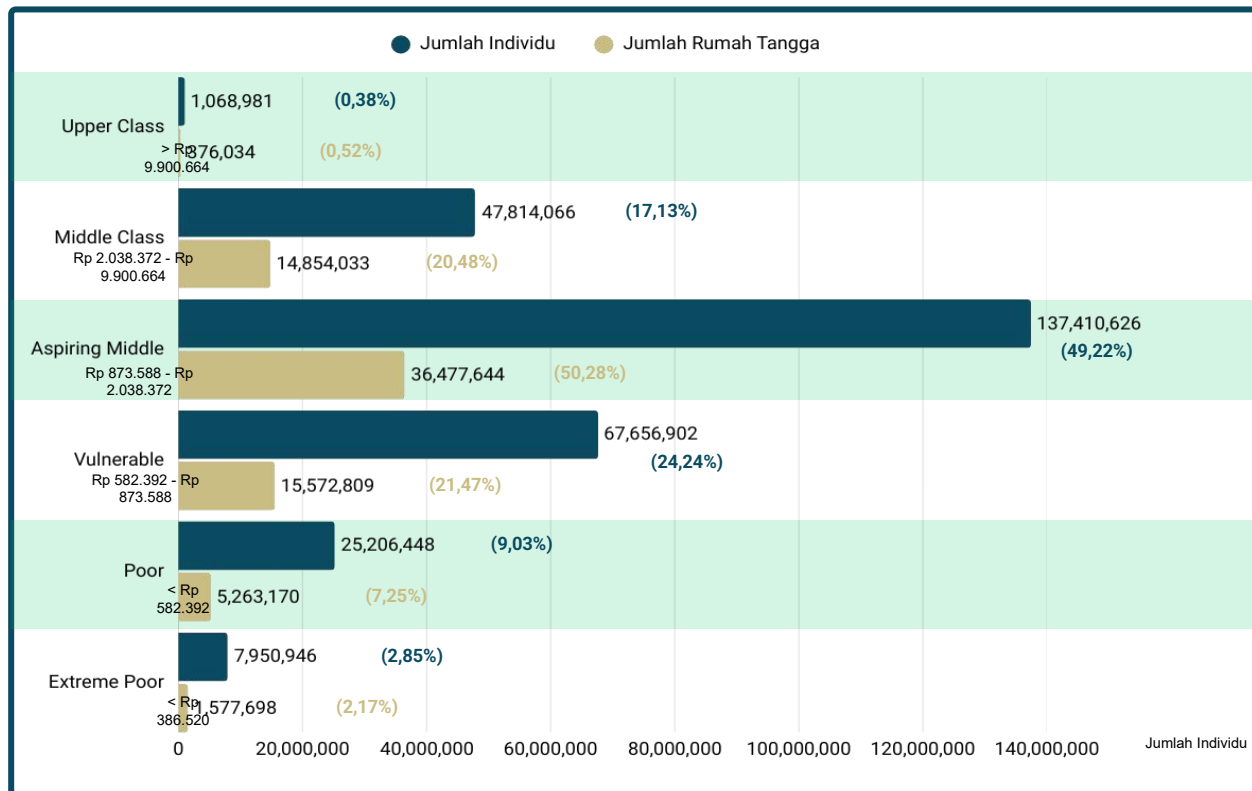 Jumlah Individu
Jumlah Rumah Tangga
Upper Class
> Rp
9.900.664
1,068,981
(0,38%)
376,034
(0,52%)
Middle Class
Rp 2.038.372 - Rp
9.900.664
47,814,066
(17,13%)
14,854,033
(20,48%)
Aspiring Middle
Rp 873.588 - Rp
2.038.372
137,410,626
(49,22%)
36,477,644
(50,28%)
Vulnerable
Rp 582.392 - Rp
873.588
67,656,902
(24,24%)
15,572,809
(21,47%)
Poor
< Rp
582.392
25,206,448
(9,03%)
5,263,170
(7,25%)
Extreme Poor
< Rp
386.520
7,950,946
(2,85%)
1,577,698
(2,17%)
0
20,000,000
40,000,000
60,000,000
80,000,000
100,000,000
120,000,000
140,000,000
Jumlah Individu